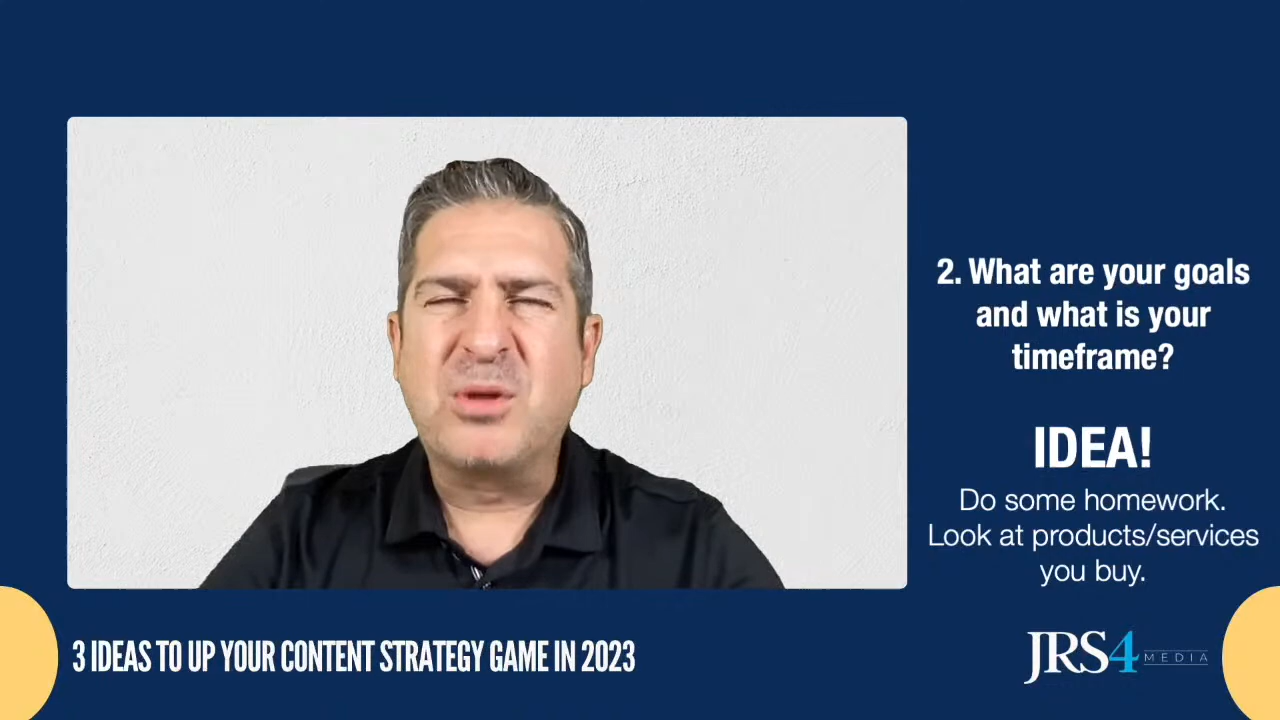 2. What are your goals
and what is your
timeframe?
IDEA!
Do some homework.
Look at products/services
you buy.
3 IDEAS TO UP YOUR CONTENT STRATEGY GAME IN 2023
JRS4 MEDIA